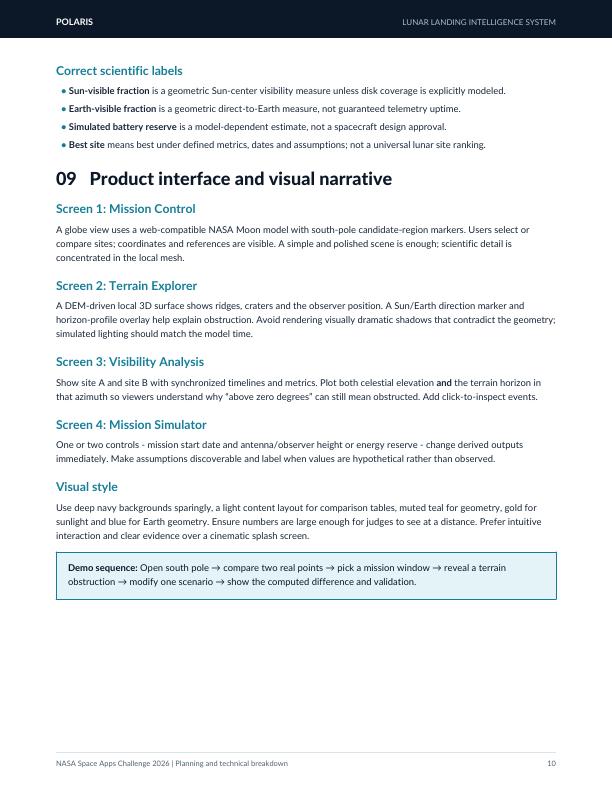 POLARIS
LUNAR LANDING INTELLIGENCE SYSTEM
Correct scientific labels
• Sun-visible fraction is a geometric Sun-center visibility measure unless disk coverage is explicitly modeled.
• Earth-visible fraction is a geometric direct-to-Earth measure, not guaranteed telemetry uptime.
• Simulated battery reserve is a model-dependent estimate, not a spacecraft design approval.
• Best site means best under defined metrics, dates and assumptions; not a universal lunar site ranking.
09 Product interface and visual narrative
Screen 1: Mission Control
A globe view uses a web-compatible NASA Moon model with south-pole candidate-region markers. Users select or
compare sites; coordinates and references are visible. A simple and polished scene is enough; scientific detail is
concentrated in the local mesh.
Screen 2: Terrain Explorer
A DEM-driven local 3D surface shows ridges, craters and the observer position. A Sun/Earth direction marker and
horizon-profile overlay help explain obstruction. Avoid rendering visually dramatic shadows that contradict the geometry;
simulated lighting should match the model time.
Screen 3: Visibility Analysis
Show site A and site B with synchronized timelines and metrics. Plot both celestial elevation and the terrain horizon in
that azimuth so viewers understand why “above zero degrees” can still mean obstructed. Add click-to-inspect events.
Screen 4: Mission Simulator
One or two controls - mission start date and antenna/observer height or energy reserve - change derived outputs
immediately. Make assumptions discoverable and label when values are hypothetical rather than observed.
Visual style
Use deep navy backgrounds sparingly, a light content layout for comparison tables, muted teal for geometry, gold for
sunlight and blue for Earth geometry. Ensure numbers are large enough for judges to see at a distance. Prefer intuitive
interaction and clear evidence over a cinematic splash screen.
Demo sequence: Open south pole → compare two real points → pick a mission window → reveal a terrain
obstruction → modify one scenario → show the computed difference and validation.
NASA Space Apps Challenge 2026 | Planning and technical breakdown
10